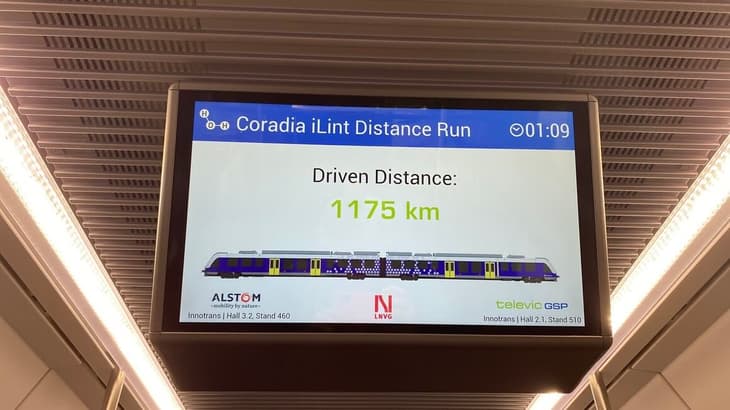 H O H
Coradia iLint Distance Run
01:09
Driven Distance:
1175 km
ALSTOM
mobility by nature
Innotrans | Hall 3.2, Stand 460
N
LNVG
televic GSP
Innotrans | Hall 2.1, Stand 510